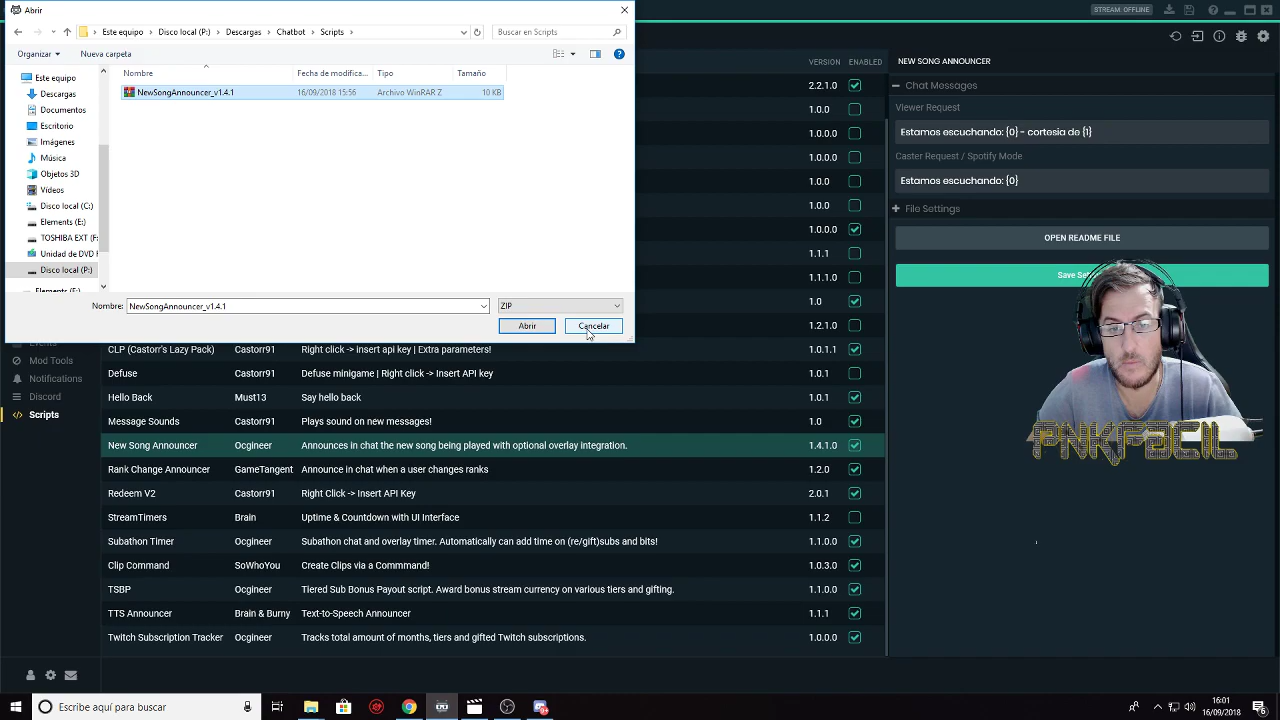 Abrir
STREAM: OFFLINE
Este equipo > Disco local (P:) > Descargas > Chatbot > Scripts >
Buscar en Scripts
Organizar
Nueva carpeta
Este equipo
Descargas
Documentos
Escritorio
Imágenes
Música
Objetos 3D
Vídeos
Disco local (C:)
Elements (E:)
TOSHIBA EXT (F:
Unidad de DVD F
Disco local (P:)
Elements (E:)
Nombre Fecha de modifica... Tipo Tamaño
NewSongAnnouncer_v1.4.1 16/09/2018 15:56 Archivo WinRAR Z 10 KB
Nombre: NewSongAnnouncer_v1.4.1 ZIP
Abrir Cancelar
VERSION ENABLED
2.2.1.0
1.0.0
1.0.0.0
1.0.0.0
1.0.0
1.0.0
1.0.0.0
1.1.1
1.1.1.0
1.0
1.2.1.0
CLP (Castor's Lazy Pack) Castorr91 Right click -> insert api key | Extra parameters! 1.0.1.1
Defuse Castorr91 Defuse minigame | Right click -> Insert API key 1.0.1
Hello Back Must13 Say hello back 1.0.1
Message Sounds Castorr91 Plays sound on new messages! 1.0
New Song Announcer Ocgineer Announces in chat the new song being played with optional overlay integration. 1.4.1.0
Rank Change Announcer GameTangent Announce in chat when a user changes ranks 1.2.0
Redeem V2 Castorr91 Right Click -> Insert API Key 2.0.1
StreamTimers Brain Uptime & Countdown with UI Interface 1.1.2
Subathon Timer Ocgineer Subathon chat and overlay timer. Automatically can add time on (re/gift)subs and bits! 1.1.0.0
Clip Command SoWhoYou Create Clips via a Commmand! 1.0.3.0
TSBP Ocgineer Tiered Sub Bonus Payout script. Award bonus stream currency on various tiers and gifting. 1.1.0.0
TTS Announcer Brain & Burny Text-to-Speech Announcer 1.1.1
Twitch Subscription Tracker Ocgineer Tracks total amount of months, tiers and gifted Twitch subscriptions. 1.0.0.0
Events
Mod Tools
Notifications
Discord
Scripts
NEW SONG ANNOUNCER
Chat Messages
Viewer Request
Estamos escuchando: {0} - cortesia de {1}
Caster Request / Spotify Mode
Estamos escuchando: {0}
File Settings
OPEN README FILE
Save
PNKF3CIL
Escribe aquí para buscar
16:01
16/09/2018
6